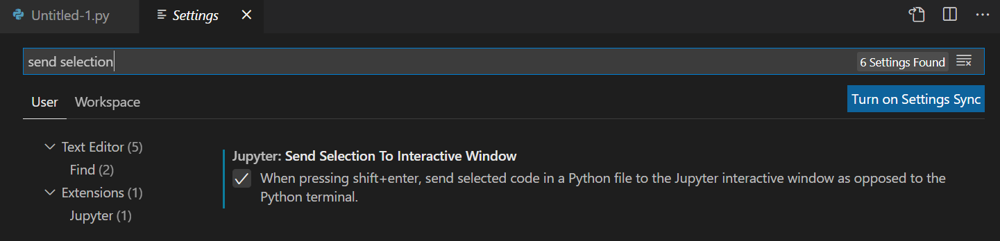 Untitled-1.py
Settings
send selection
6 Settings Found
User
Workspace
Turn on Settings Sync
Text Editor (5)
Find (2)
Extensions (1)
Jupyter (1)
Jupyter: Send Selection To Interactive Window
When pressing shift+enter, send selected code in a Python file to the Jupyter interactive window as opposed to the
Python terminal.